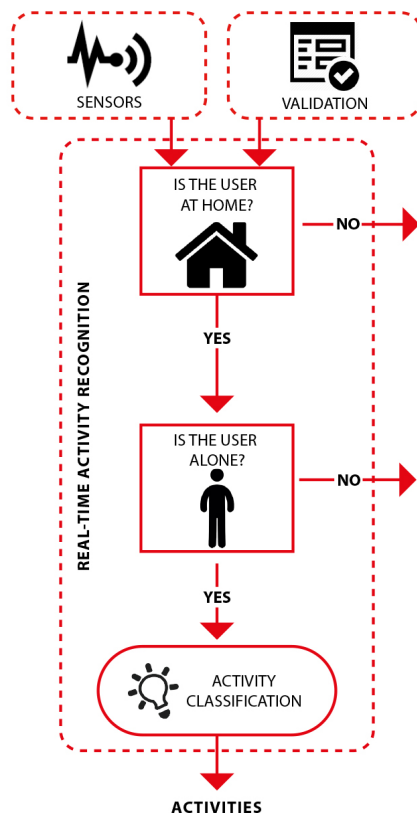 SENSORS
VALIDATION
IS THE USER
AT HOME?
NO
YES
REAL-TIME ACTIVITY RECOGNITION
IS THE USER
ALONE?
NO
YES
ACTIVITY
CLASSIFICATION
ACTIVITIES